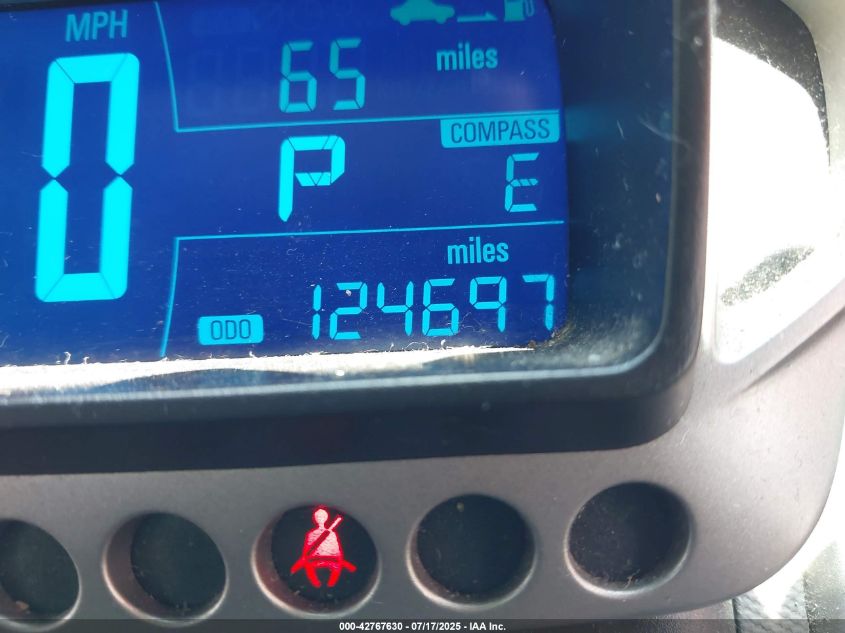 MPH
0
65 miles
COMPASS
P E
miles
ODO 124697
000-42767630 - 07/17/2025 - IAA Inc.